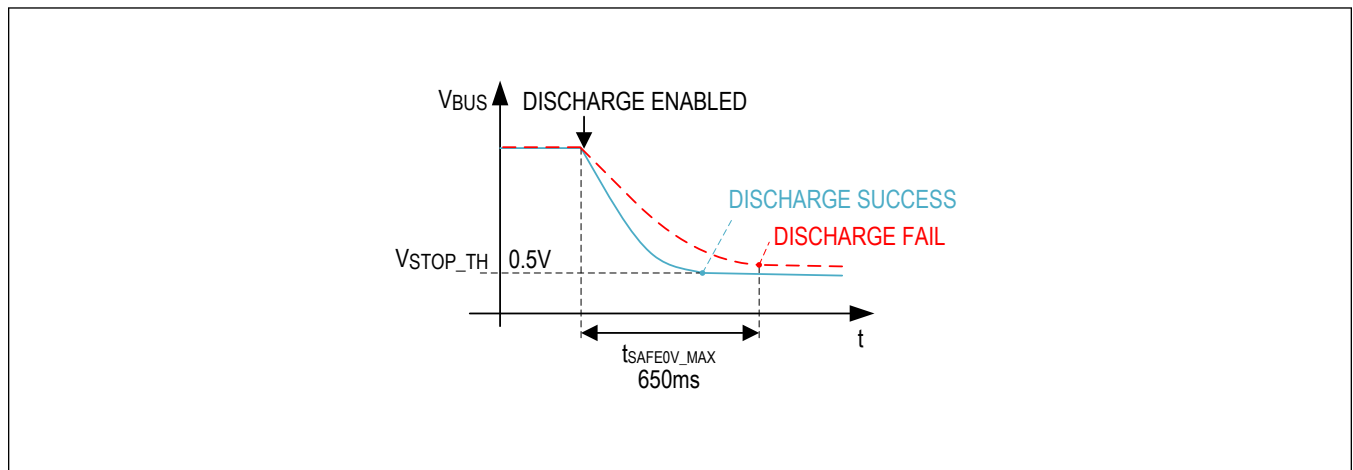 VBUS
DISCHARGE ENABLED
DISCHARGE SUCCESS
DISCHARGE FAIL
VSTOP_TH
0.5V
t
tSAFE0V_MAX
650ms